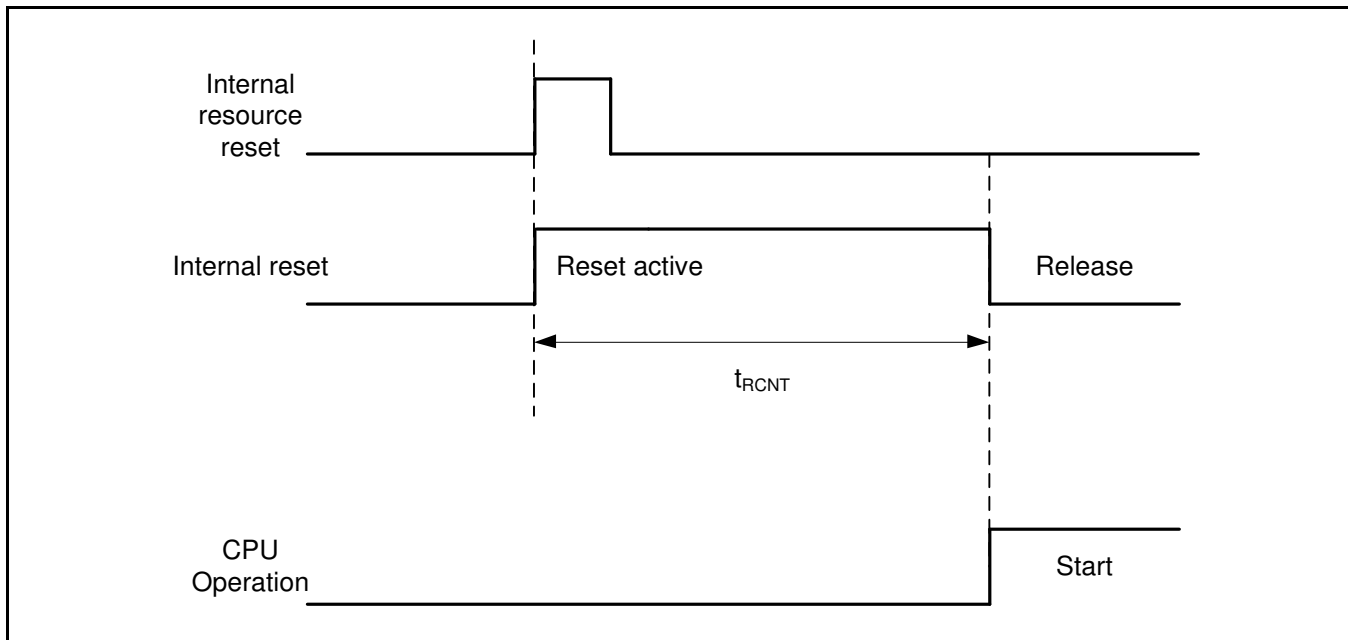 Internal
resource
reset
Internal reset
Reset active
Release
tRCNT
CPU
Operation
Start